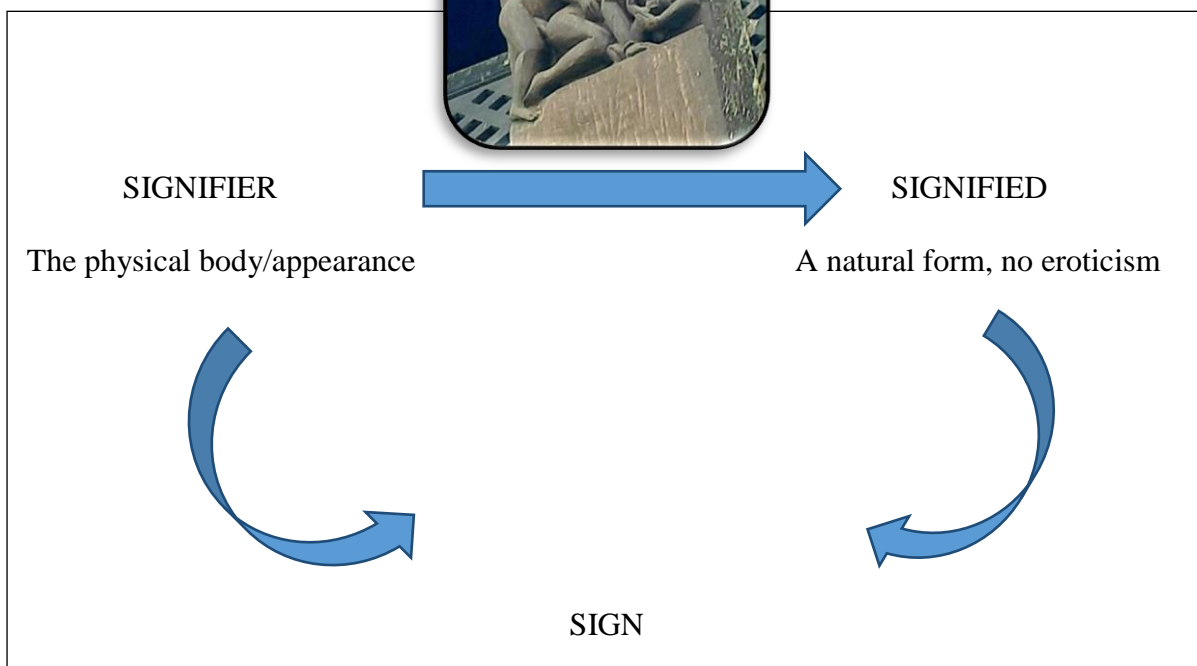 SIGNIFIER SIGNIFIED
The physical body/appearance A natural form, no eroticism
SIGN